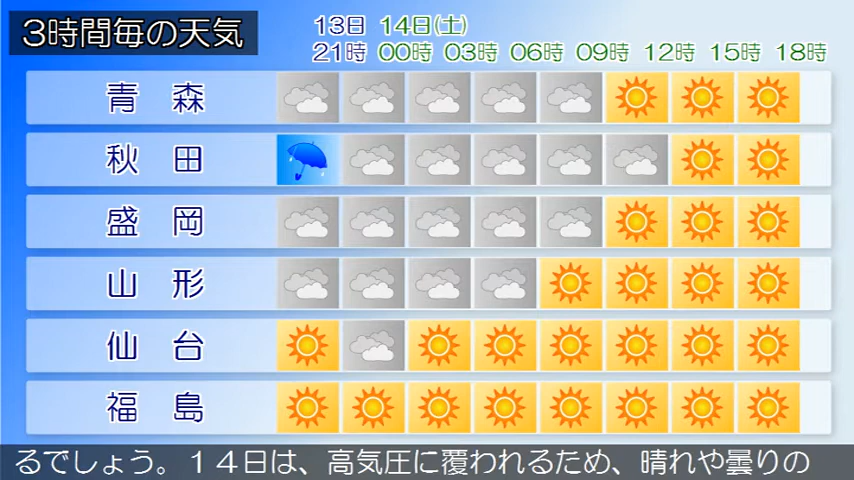 3時間毎の天気
13日 14日(土)
21時 00時 03時 06時 09時 12時 15時 18時
青 森
秋 田
盛 岡
山 形
仙 台
福 島
るでしょう。１４日は、高気圧に覆われるため、晴れや曇りの